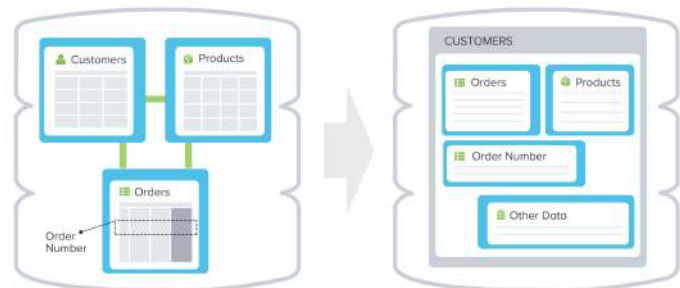 Customers
Products
Orders
Order
Number
CUSTOMERS
Orders
Products
Order Number
Other Data